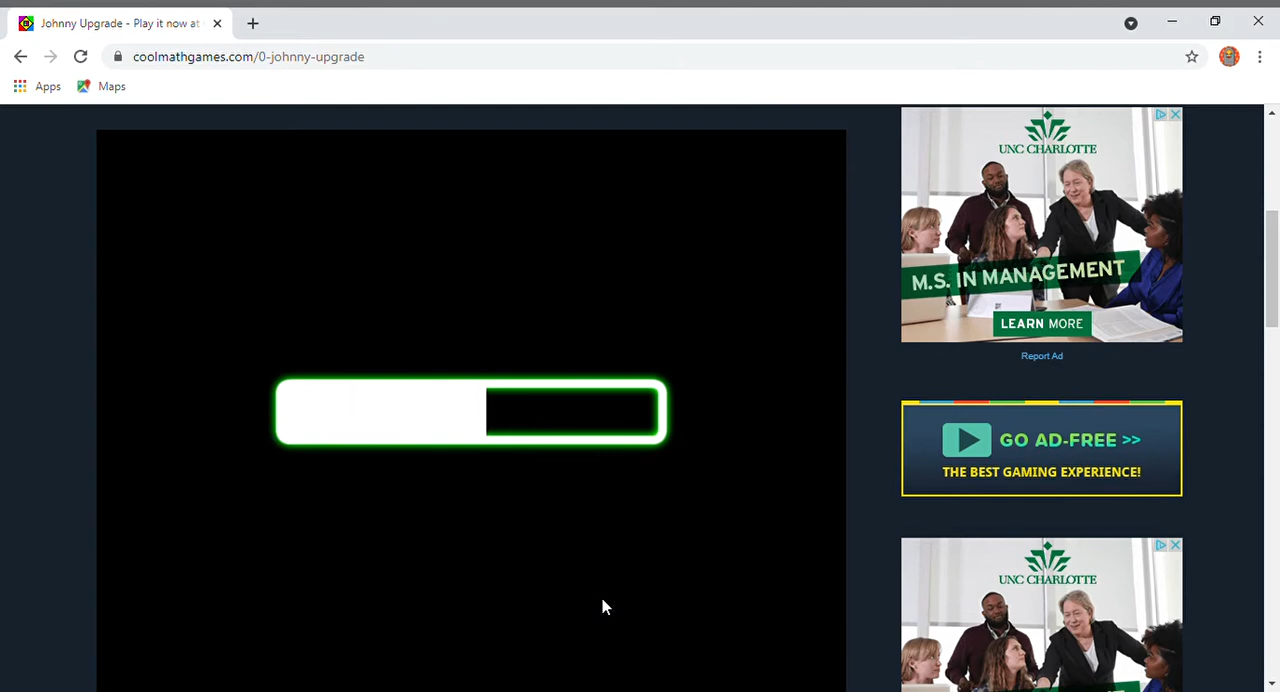 Johnny Upgrade - Play it now at
coolmathgames.com/0-johnny-upgrade
Apps
Maps
UNC CHARLOTTE
M.S. IN MANAGEMENT
LEARN MORE
Report Ad
GO AD-FREE >>
THE BEST GAMING EXPERIENCE!
UNC CHARLOTTE